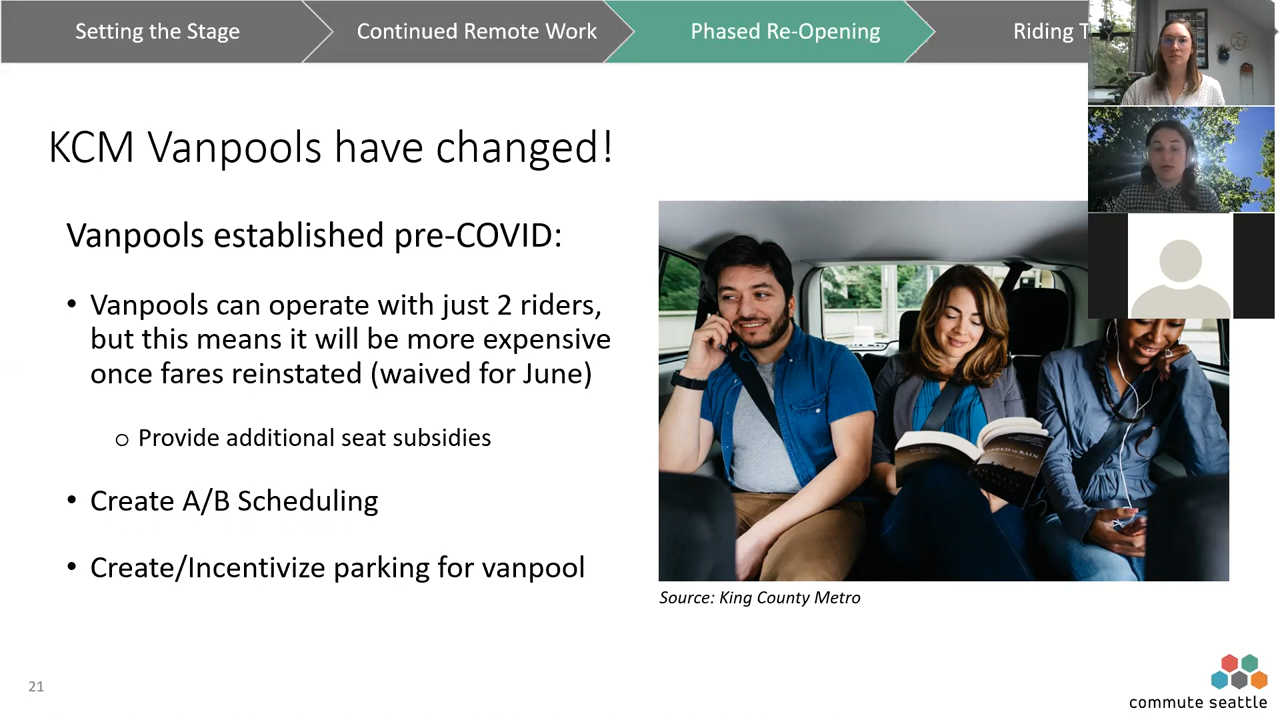 Setting the Stage
Continued Remote Work
Phased Re-Opening
Riding
KCM Vanpools have changed!
Vanpools established pre-COVID:
• Vanpools can operate with just 2 riders,
but this means it will be more expensive
once fares reinstated (waived for June)
o Provide additional seat subsidies
• Create A/B Scheduling
• Create/Incentivize parking for vanpool
Source: King County Metro
21
commute seattle